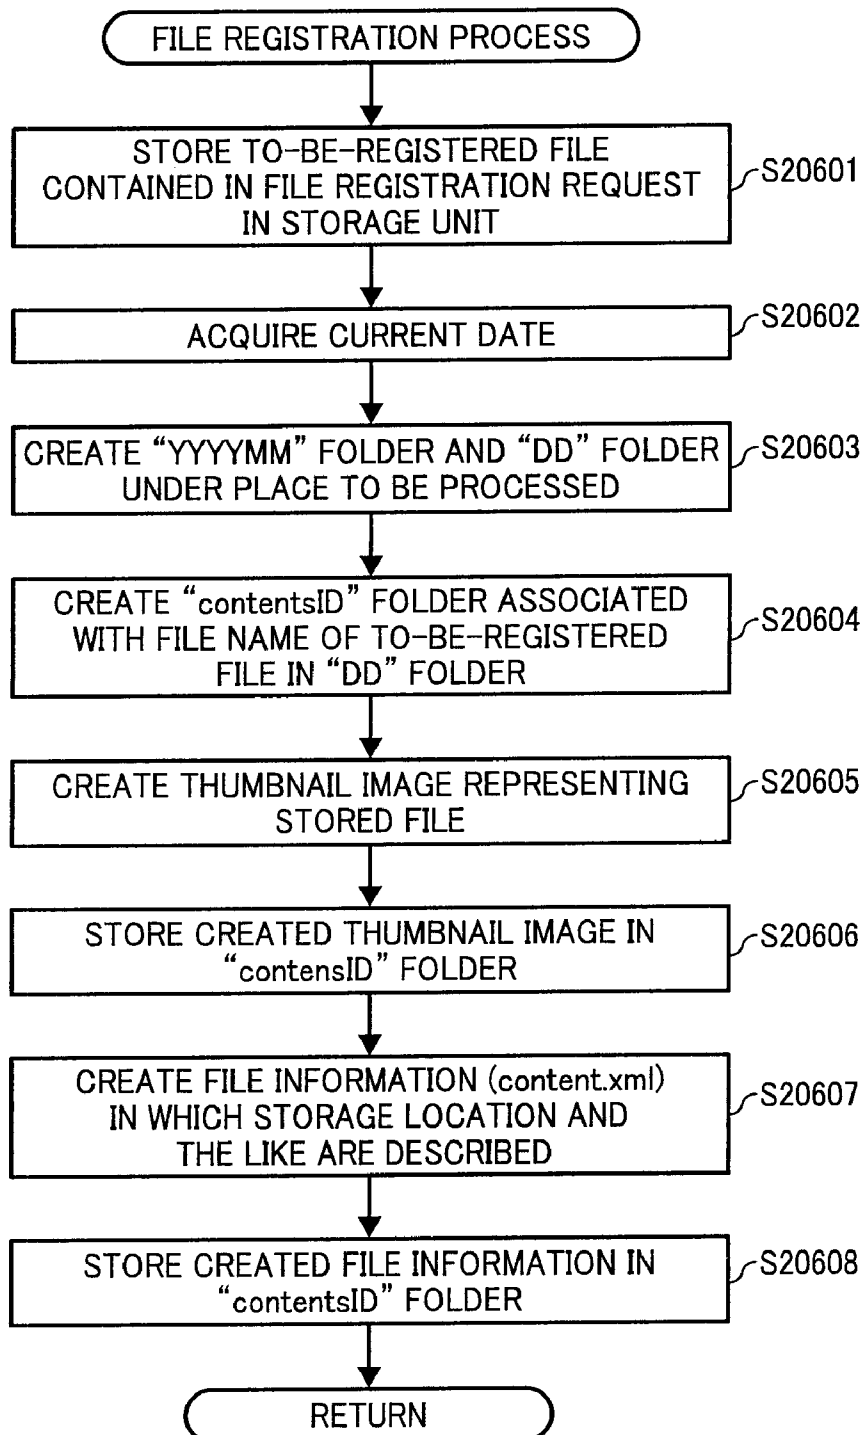 FILE REGISTRATION PROCESS
STORE TO-BE-REGISTERED FILE
CONTAINED IN FILE REGISTRATION REQUEST
IN STORAGE UNIT
S20601
ACQUIRE CURRENT DATE
S20602
CREATE “YYYYMM” FOLDER AND “DD” FOLDER
UNDER PLACE TO BE PROCESSED
S20603
CREATE “contentsID” FOLDER ASSOCIATED
WITH FILE NAME OF TO-BE-REGISTERED
FILE IN “DD” FOLDER
S20604
CREATE THUMBNAIL IMAGE REPRESENTING
STORED FILE
S20605
STORE CREATED THUMBNAIL IMAGE IN
“contensID” FOLDER
S20606
CREATE FILE INFORMATION (content.xml)
IN WHICH STORAGE LOCATION AND
THE LIKE ARE DESCRIBED
S20607
STORE CREATED FILE INFORMATION IN
“contentsID” FOLDER
S20608
RETURN